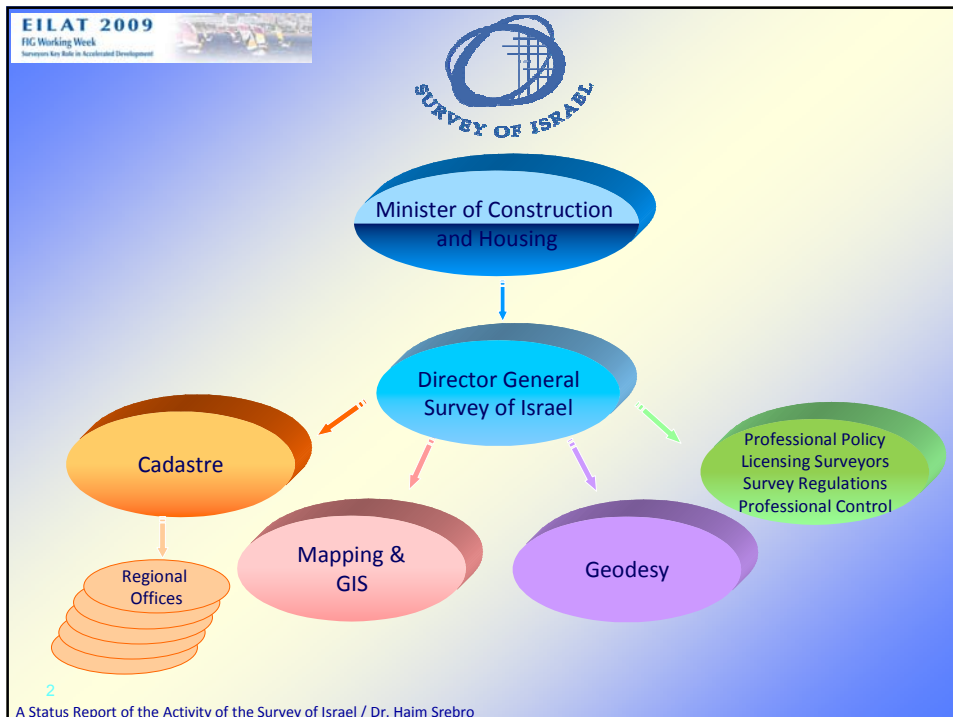 EILAT 2009
FIG Working Week
Surveyors Key Role in Accelerated Development
SURVEY OF ISRAEL
Minister of Construction
and Housing
Director General
Survey of Israel
Cadastre
Professional Policy
Licensing Surveyors
Survey Regulations
Professional Control
Mapping &
GIS
Geodesy
Regional
Offices
2
A Status Report of the Activity of the Survey of Israel / Dr. Haim Srebro